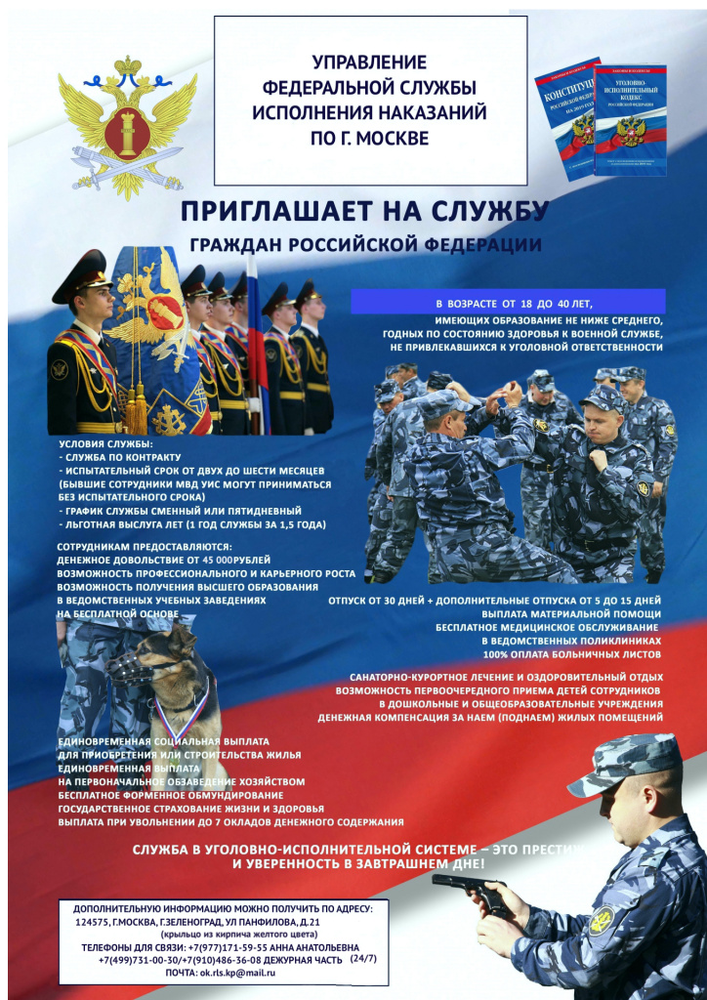 УПРАВЛЕНИЕ
ФЕДЕРАЛЬНОЙ СЛУЖБЫ
ИСПОЛНЕНИЯ НАКАЗАНИЙ
ПО Г. МОСКВЕ
КОНСТИТУЦИ
РОССИЙСКОЙ ФЕДЕРА
ЗАКОНЫ И КОДЕКСЫ
УГОЛОВНО-
ИСПОЛНИТЕЛЬНЫЙ
КОДЕКС
РОССИЙСКОЙ ФЕДЕРАЦИИ
ПРИГЛАШАЕТ НА СЛУЖБУ
ГРАЖДАН РОССИЙСКОЙ ФЕДЕРАЦИИ
В ВОЗРАСТЕ ОТ 18 ДО 40 ЛЕТ,
ИМЕЮЩИХ ОБРАЗОВАНИЕ НЕ НИЖЕ СРЕДНЕГО,
ГОДНЫХ ПО СОСТОЯНИЮ ЗДОРОВЬЯ К ВОЕННОЙ СЛУЖБЕ,
НЕ ПРИВЛЕКАВШИХСЯ К УГОЛОВНОЙ ОТВЕТСТВЕННОСТИ
УСЛОВИЯ СЛУЖБЫ:
- СЛУЖБА ПО КОНТРАКТУ
- ИСПЫТАТЕЛЬНЫЙ СРОК ОТ ДВУХ ДО ШЕСТИ МЕСЯЦЕВ
(БЫВШИЕ СОТРУДНИКИ МВД УИС МОГУТ ПРИНИМАТЬСЯ
БЕЗ ИСПЫТАТЕЛЬНОГО СРОКА)
- ГРАФИК СЛУЖБЫ СМЕННЫЙ ИЛИ ПЯТИДНЕВНЫЙ
- ЛЬГОТНАЯ ВЫСЛУГА ЛЕТ (1 ГОД СЛУЖБЫ ЗА 1,5 ГОДА)
СОТРУДНИКАМ ПРЕДОСТАВЛЯЮТСЯ:
ДЕНЕЖНОЕ ДОВОЛЬСТВИЕ ОТ 45 000РУБЛЕЙ
ВОЗМОЖНОСТЬ ПРОФЕССИОНАЛЬНОГО И КАРЬЕРНОГО РОСТА
ВОЗМОЖНОСТЬ ПОЛУЧЕНИЯ ВЫСШЕГО ОБРАЗОВАНИЯ
В ВЕДОМСТВЕННЫХ УЧЕБНЫХ ЗАВЕДЕНИЯХ
НА БЕСПЛАТНОЙ ОСНОВЕ
ОТПУСК ОТ 30 ДНЕЙ + ДОПОЛНИТЕЛЬНЫЕ ОТПУСКА ОТ 5 ДО 15 ДНЕЙ
ВЫПЛАТА МАТЕРИАЛЬНОЙ ПОМОЩИ
БЕСПЛАТНОЕ МЕДИЦИНСКОЕ ОБСЛУЖИВАНИЕ
В ВЕДОМСТВЕННЫХ ПОЛИКЛИНИКАХ
100% ОПЛАТА БОЛЬНИЧНЫХ ЛИСТОВ
САНАТОРНО-КУРОРТНОЕ ЛЕЧЕНИЕ И ОЗДОРОВИТЕЛЬНЫЙ ОТДЫХ
ВОЗМОЖНОСТЬ ПЕРВООЧЕРЕДНОГО ПРИЕМА ДЕТЕЙ СОТРУДНИКОВ
В ДОШКОЛЬНЫЕ И ОБЩЕОБРАЗОВАТЕЛЬНЫЕ УЧРЕЖДЕНИЯ
ДЕНЕЖНАЯ КОМПЕНСАЦИЯ ЗА НАЕМ (ПОДНАЕМ) ЖИЛЫХ ПОМЕЩЕНИЙ
ЕДИНОВРЕМЕННАЯ СОЦИАЛЬНАЯ ВЫПЛАТА
ДЛЯ ПРИОБРЕТЕНИЯ ИЛИ СТРОИТЕЛЬСТВА ЖИЛЬЯ
ЕДИНОВРЕМЕННАЯ ВЫПЛАТА
НА ПЕРВОНАЧАЛЬНОЕ ОБЗАВЕДЕНИЕ ХОЗЯЙСТВОМ
БЕСПЛАТНОЕ ФОРМЕННОЕ ОБМУНДИРОВАНИЕ
ГОСУДАРСТВЕННОЕ СТРАХОВАНИЕ ЖИЗНИ И ЗДОРОВЬЯ
ВЫПЛАТА ПРИ УВОЛЬНЕНИИ ДО 7 ОКЛАДОВ ДЕНЕЖНОГО СОДЕРЖАНИЯ
СЛУЖБА В УГОЛОВНО-ИСПОЛНИТЕЛЬНОЙ СИСТЕМЕ – ЭТО ПРЕСТИЖ
И УВЕРЕННОСТЬ В ЗАВТРАШНЕМ ДНЕ!
ДОПОЛНИТЕЛЬНУЮ ИНФОРМАЦИЮ МОЖНО ПОЛУЧИТЬ ПО АДРЕСУ:
124575, Г.МОСКВА, Г.ЗЕЛЕНОГРАД, УЛ ПАНФИЛОВА, Д.21
(крыльцо из кирпича желтого цвета)
ТЕЛЕФОНЫ ДЛЯ СВЯЗИ: +7(977)171-59-55 АННА АНАТОЛЬЕВНА
+7(499)731-00-30/+7(910)486-36-08 ДЕЖУРНАЯ ЧАСТЬ (24/7)
ПОЧТА: ok.rls.kp@mail.ru